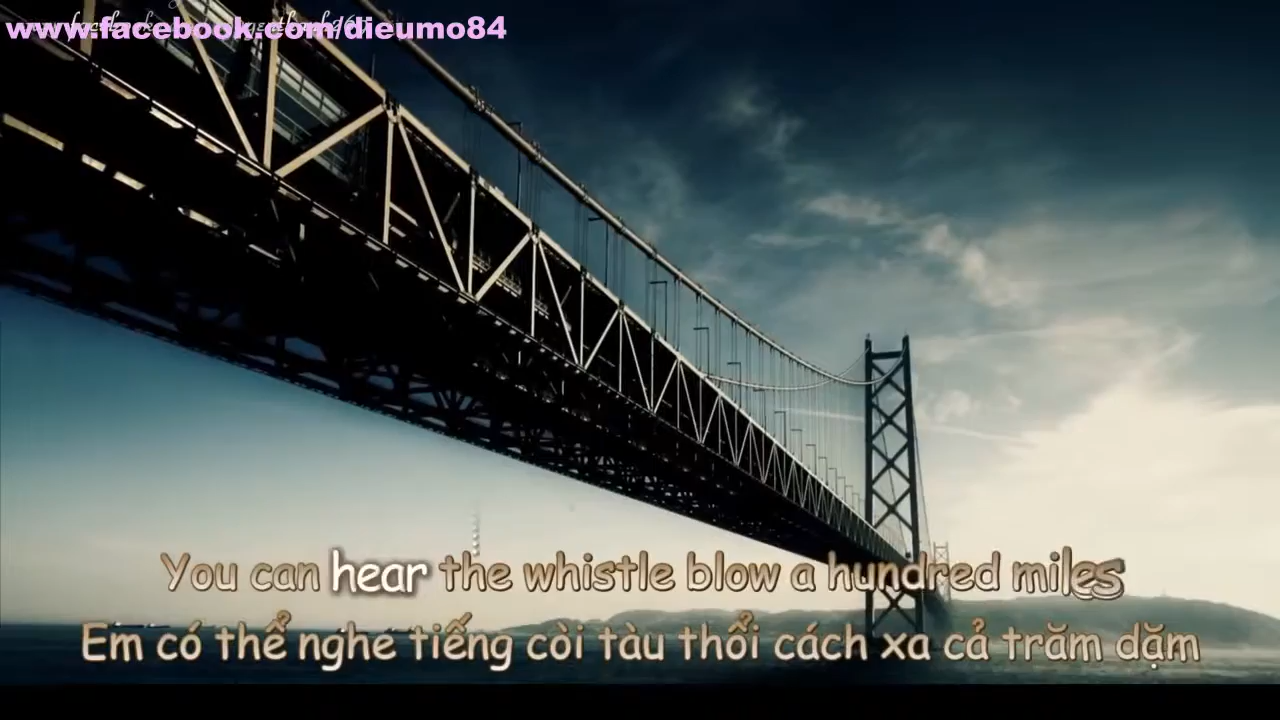 www.facebook.com/dieumo84
You can hear the whistle blow a hundred miles
Em có thể nghe tiếng còi tàu thổi cách xa cả trăm dặm